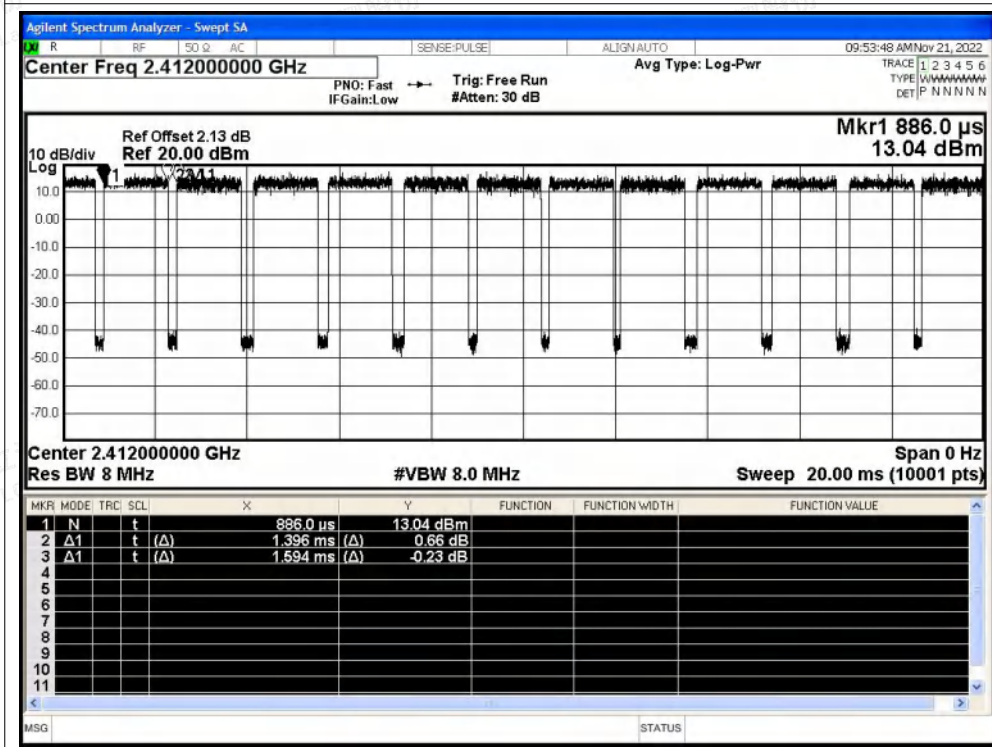 Agilent Spectrum Analyzer - Swept SA
R RF 50 Ω AC SENSE:PULSE ALIGN AUTO 09:53:48 AM Nov 21, 2022
Center Freq 2.412000000 GHz
PNO: Fast
IFGain:Low
Trig: Free Run
#Atten: 30 dB
Avg Type: Log-Pwr
TRACE 1 2 3 4 5 6
TYPE W
DET P N N N N N
Mkr1 886.0 µs
13.04 dBm
Ref Offset 2.13 dB
10 dB/div Ref 20.00 dBm
Log
10.0
0.00
-10.0
-20.0
-30.0
-40.0
-50.0
-60.0
-70.0
Center 2.412000000 GHz Span 0 Hz
Res BW 8 MHz #VBW 8.0 MHz Sweep 20.00 ms (10001 pts)
MKR MODE TRC SCL X Y FUNCTION FUNCTION WIDTH FUNCTION VALUE
1 N t 886.0 µs 13.04 dBm
2 Δ1 t (Δ) 1.396 ms (Δ) 0.66 dB
3 Δ1 t (Δ) 1.594 ms (Δ) -0.23 dB
4
5
6
7
8
9
10
11
MSG STATUS